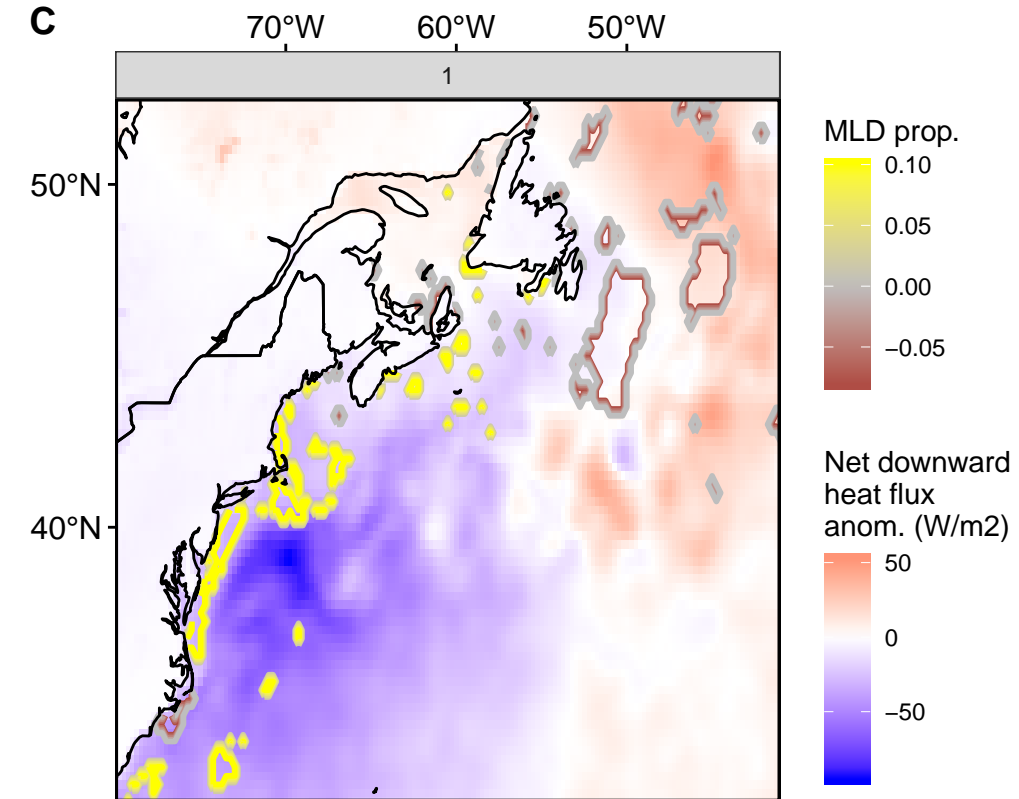 C
70°W 60°W 50°W
1
50°N
40°N
MLD prop.
0.10
0.05
0.00
−0.05
Net downward
heat flux
anom. (W/m2)
50
0
−50